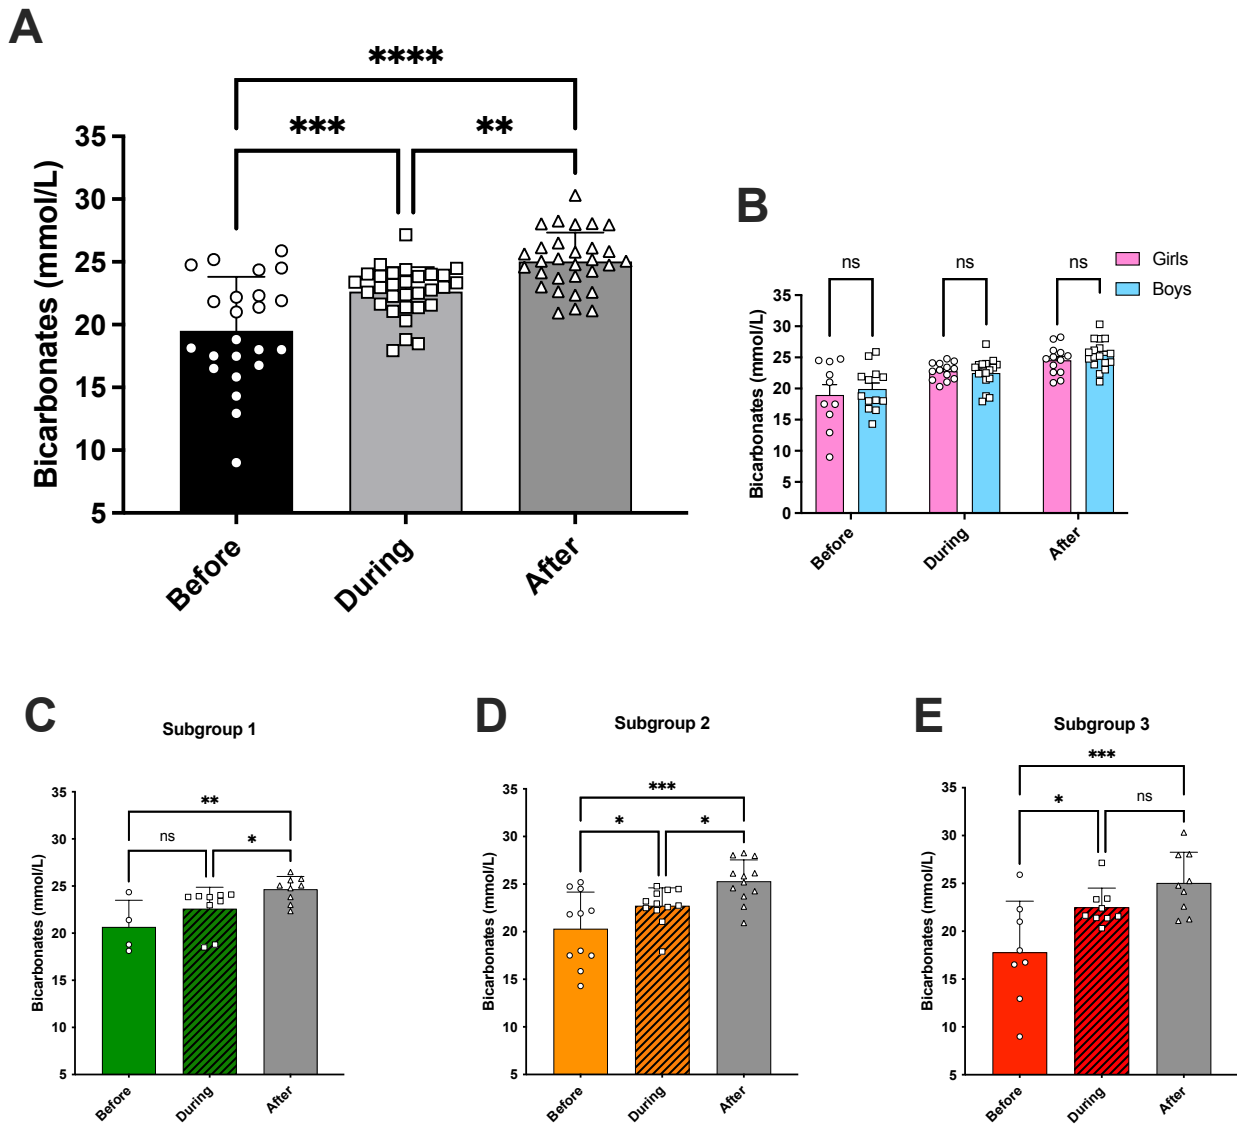 A
****
***
**
Bicarbonates (mmol/L)
35
30
25
20
15
10
5
Before
During
After
B
Girls
Boys
ns
ns
ns
Bicarbonates (mmol/L)
35
30
25
20
15
10
5
0
Before
During
After
C
Subgroup 1
**
ns
*
Bicarbonates (mmol/L)
35
30
25
20
15
10
5
Before
During
After
D
Subgroup 2
***
*
*
Bicarbonates (mmol/L)
35
30
25
20
15
10
5
Before
During
After
E
Subgroup 3
***
*
ns
Bicarbonates (mmol/L)
35
30
25
20
15
10
5
Before
During
After